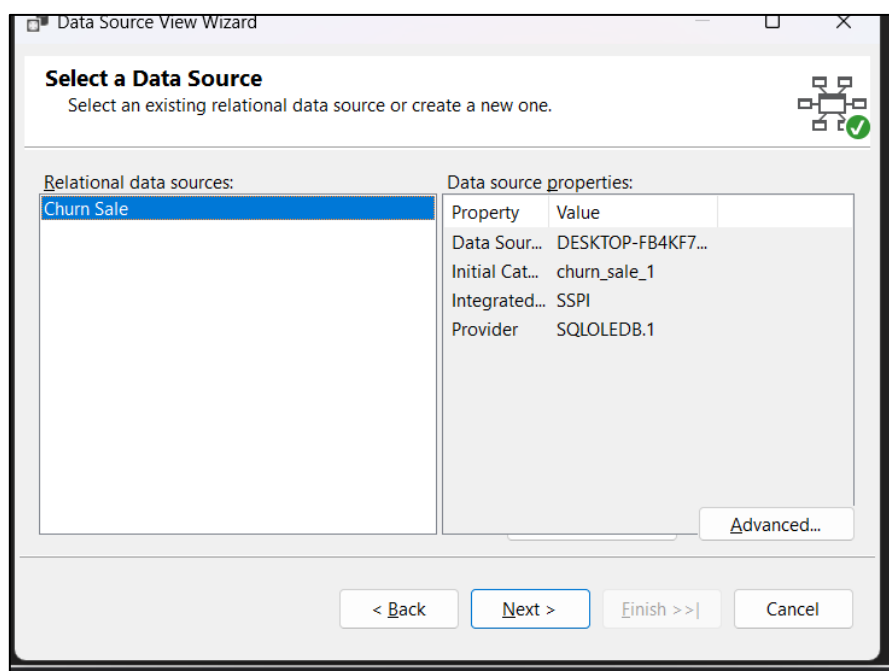 Data Source View Wizard
Select a Data Source
Select an existing relational data source or create a new one.
Relational data sources:
Churn Sale
Data source properties:
Property Value
Data Sour... DESKTOP-FB4KF7...
Initial Cat... churn_sale_1
Integrated... SSPI
Provider SQLOLEDB.1
Advanced...
< Back Next > Finish >>| Cancel